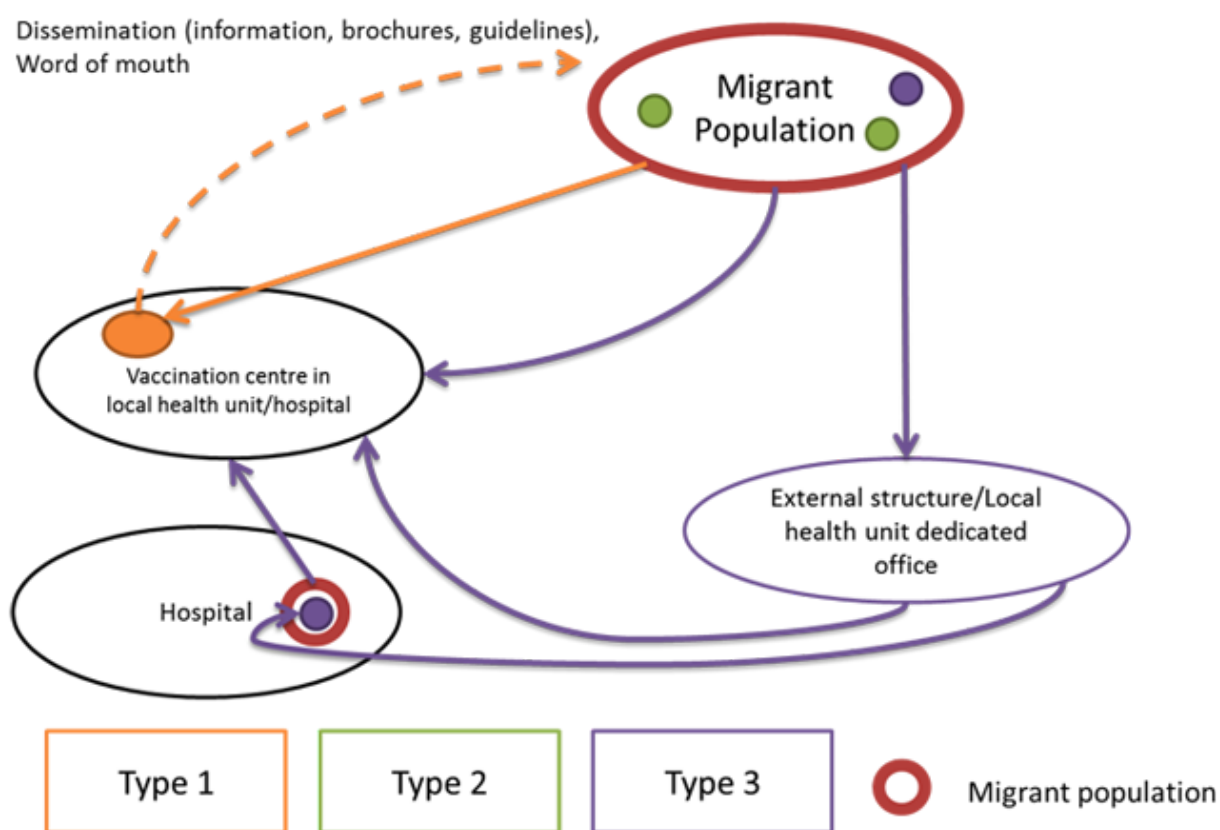 Dissemination (information, brochures, guidelines),
Word of mouth
Migrant
Population
Vaccination centre in
local health unit/hospital
External structure/Local
health unit dedicated
office
Hospital
Type 1
Type 2
Type 3
Migrant population